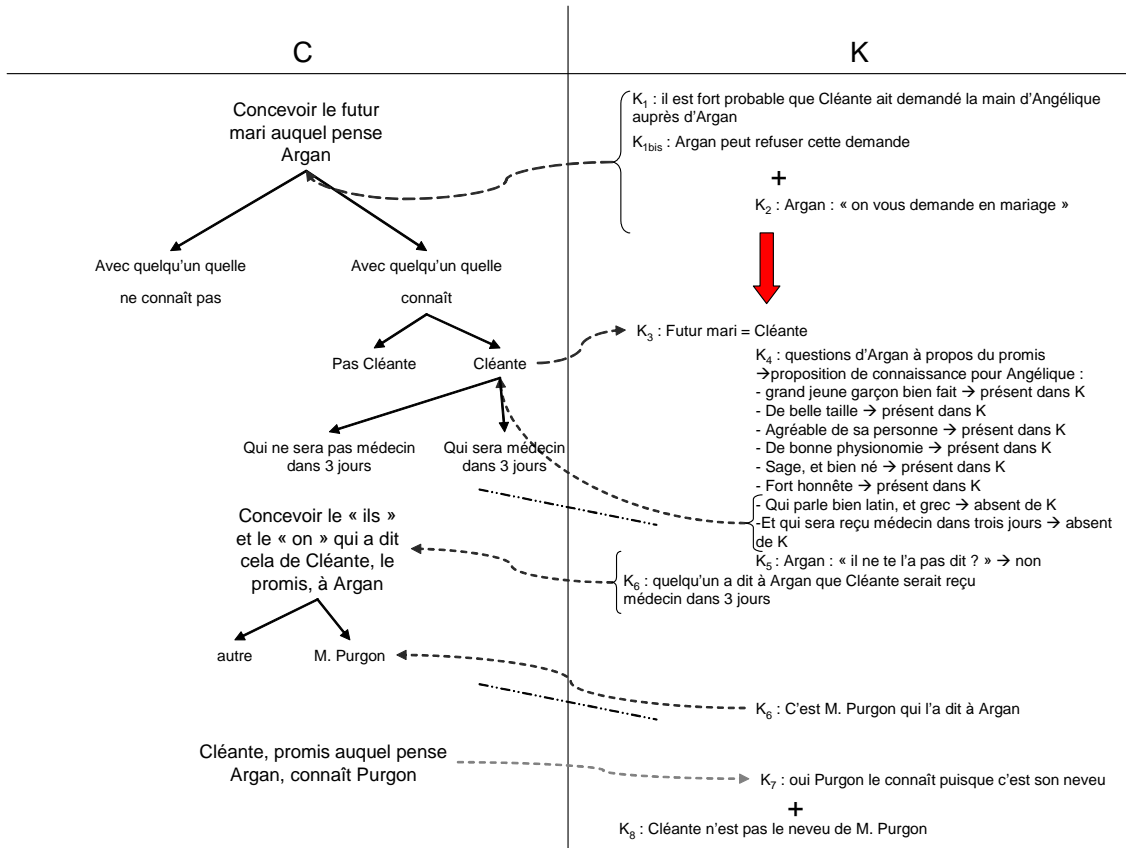 C
Concevoir le futur
mari auquel pense
Argan
Avec quelqu'un quelle
ne connaît pas
Avec quelqu'un quelle
connaît
Pas Cléante
Cléante
Qui ne sera pas médecin
dans 3 jours
Qui sera médecin
dans 3 jours
Concevoir le « ils »
et le « on » qui a dit
cela de Cléante, le
promis, à Argan
autre
M. Purgon
Cléante, promis auquel pense
Argan, connaît Purgon
K
K1 : il est fort probable que Cléante ait demandé la main d'Angélique
auprès d'Argan
K1bis : Argan peut refuser cette demande
+
K2 : Argan : « on vous demande en mariage »
K3 : Futur mari = Cléante
K4 : questions d'Argan à propos du promis
→proposition de connaissance pour Angélique :
- grand jeune garçon bien fait → présent dans K
- De belle taille → présent dans K
- Agréable de sa personne → présent dans K
- De bonne physionomie → présent dans K
- Sage, et bien né → présent dans K
- Fort honnête → présent dans K
- Qui parle bien latin, et grec → absent de K
-Et qui sera reçu médecin dans trois jours → absent
de K
K5 : Argan : « il ne te l'a pas dit ? » → non
K6 : quelqu'un a dit à Argan que Cléante serait reçu
médecin dans 3 jours
K6 : C'est M. Purgon qui l'a dit à Argan
K7 : oui Purgon le connaît puisque c'est son neveu
+
K8 : Cléante n'est pas le neveu de M. Purgon